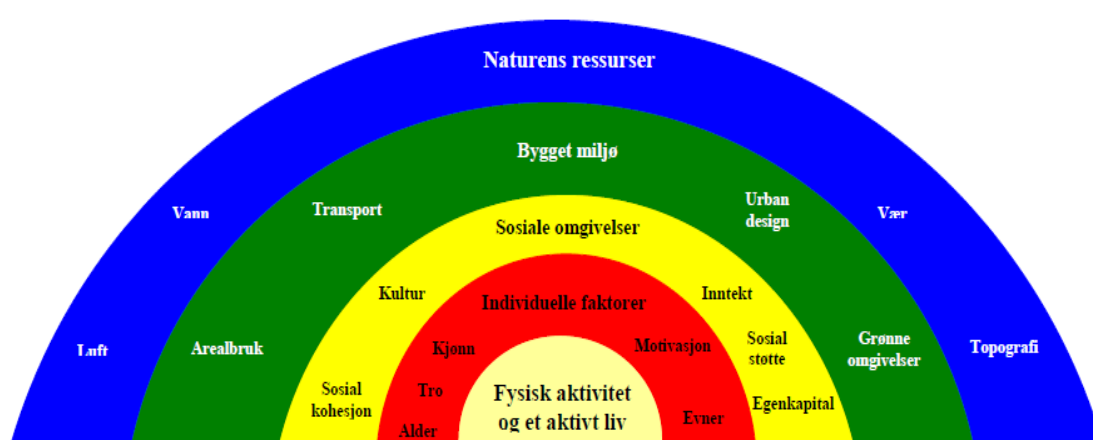 Naturens ressurser
Bygget miljø
Vann
Transport
Urban
design
Vær
Sosiale omgivelser
Kultur
Inntekt
Individuelle faktorer
Luft
Arealbruk
Kjønn
Motivasjon
Sosial
støtte
Grønne
omgivelser
Topografi
Sosial
kohesjon
Tro
Fysisk aktivitet
og et aktivt liv
Egenkapital
Alder
Evner